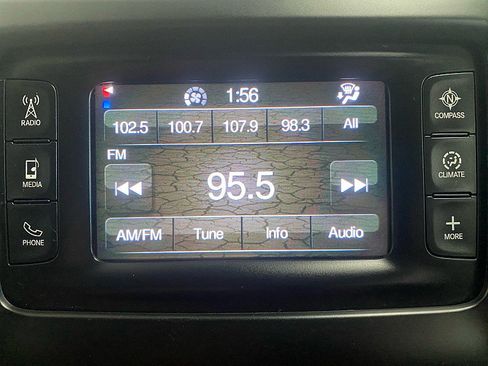 1:56
102.5 100.7 107.9 98.3 All
FM
95.5
AM/FM Tune Info Audio
RADIO
MEDIA
PHONE
N
COMPASS
CLIMATE
MORE